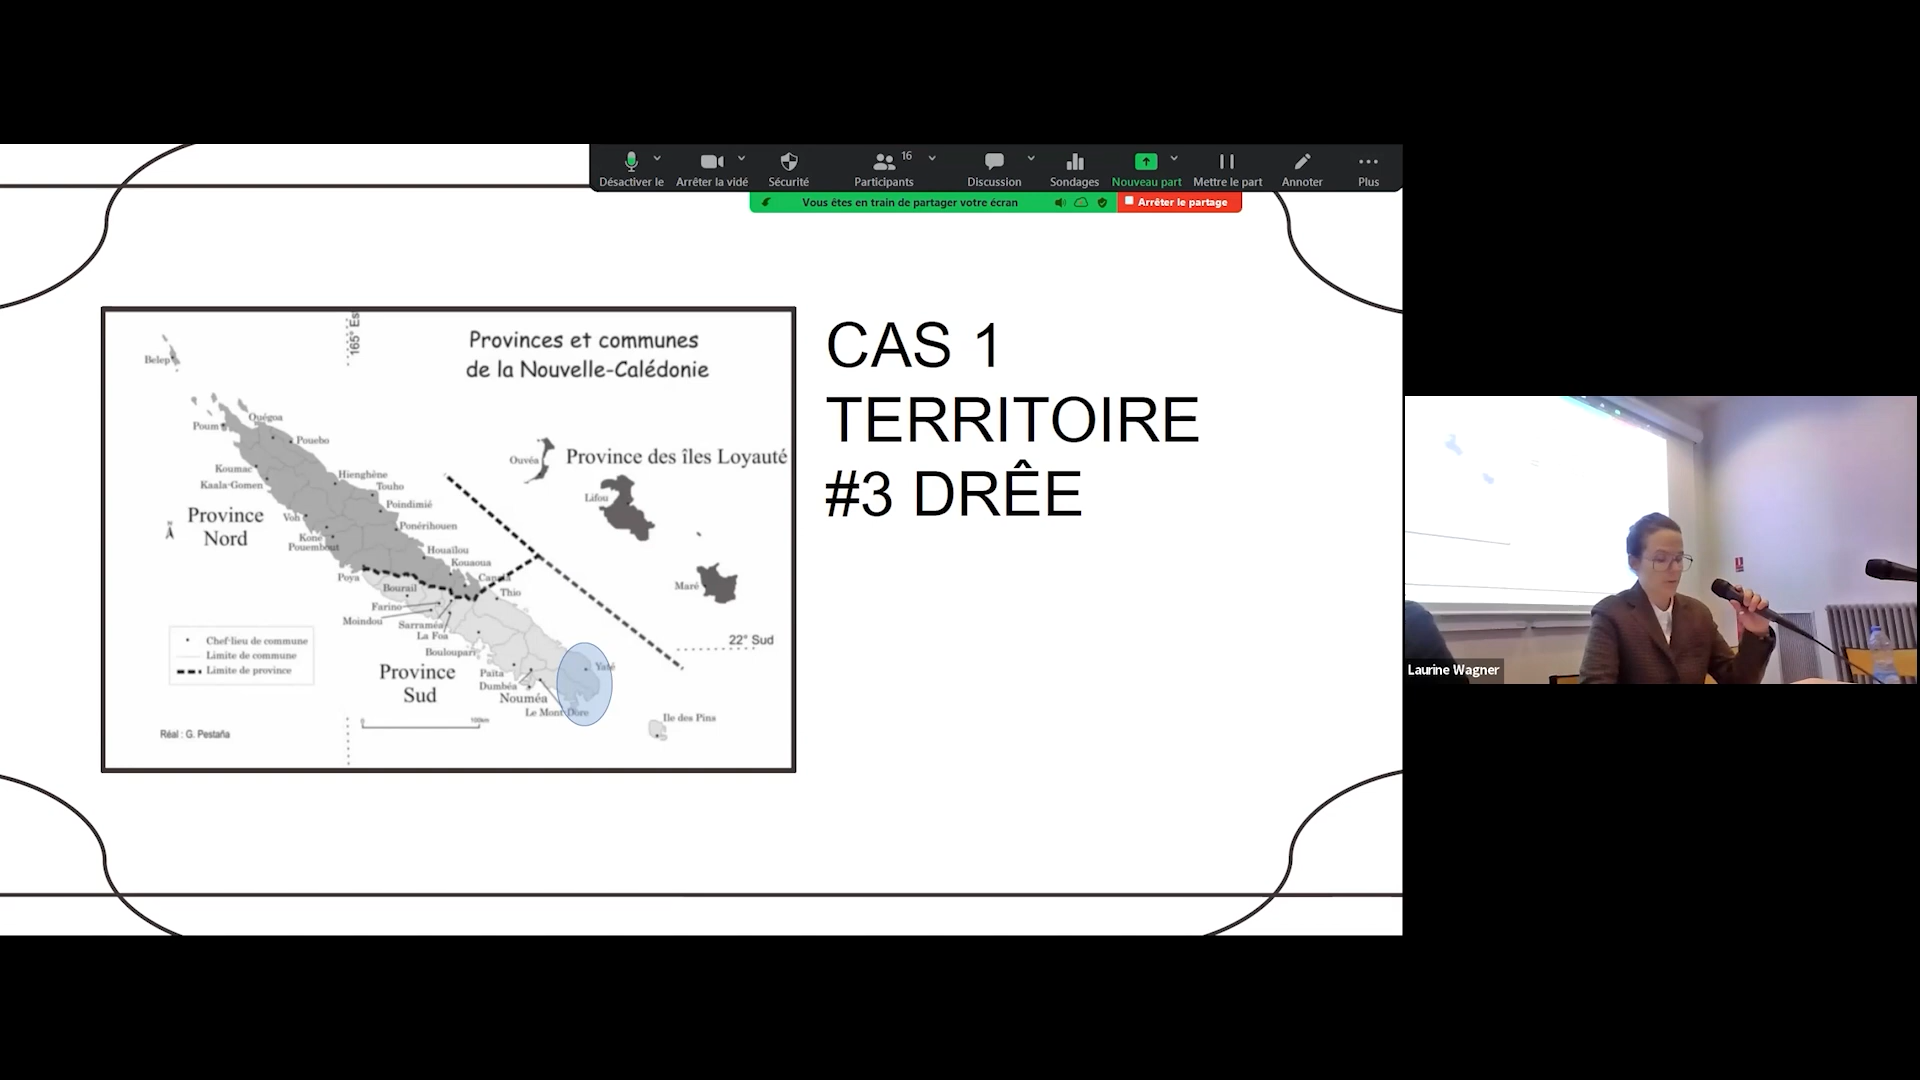 Désactiver le
Arrêter la vidé
Sécurité
16
Participants
Discussion
Sondages
Nouveau part
Mettre le part
Annoter
Plus
Vous êtes en train de partager votre écran
Arrêter le partage
165° Es
Provinces et communes
de la Nouvelle-Calédonie
Belep
Ouégoa
Poum
Pouebo
Koumac
Kaala-Gomen
Hienghène
Touho
Poindimié
Voh
Ponérihouen
Koné
Pouembout
Houaïlou
Kouaoua
Poya
Thio
Bourail
Farino
Moindou
Sarraméa
La Foa
Bouloupari
Païta
Dumbéa
Nouméa
Le Mont Dore
Yaté
Ile des Pins
Province
Nord
Province
Sud
Ouvéa
Province des îles Loyauté
Lifou
Maré
22° Sud
N
Chef-lieu de commune
Limite de commune
Limite de province
0
100km
Réal : G. Pestaña
CAS 1
TERRITOIRE
#3 DRÊE
Laurine Wagner